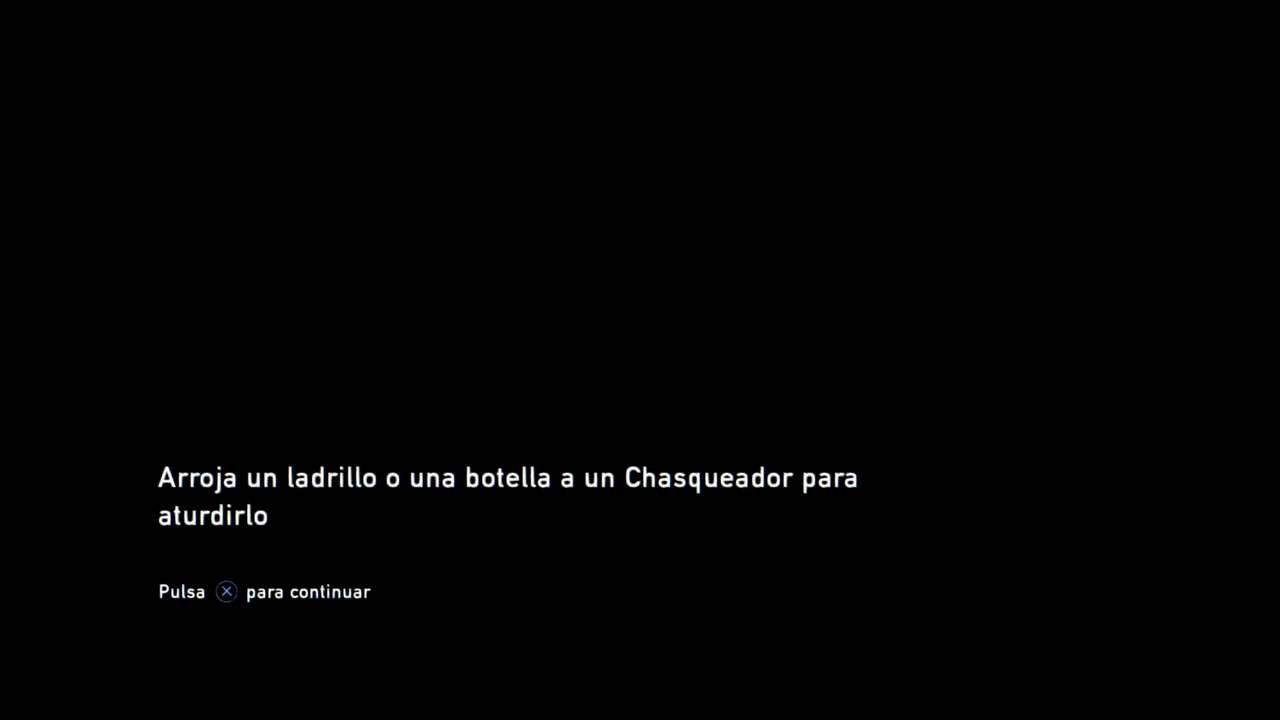 Arroja un ladrillo o una botella a un Chasqueador para
aturdirlo
Pulsa ⊗ para continuar